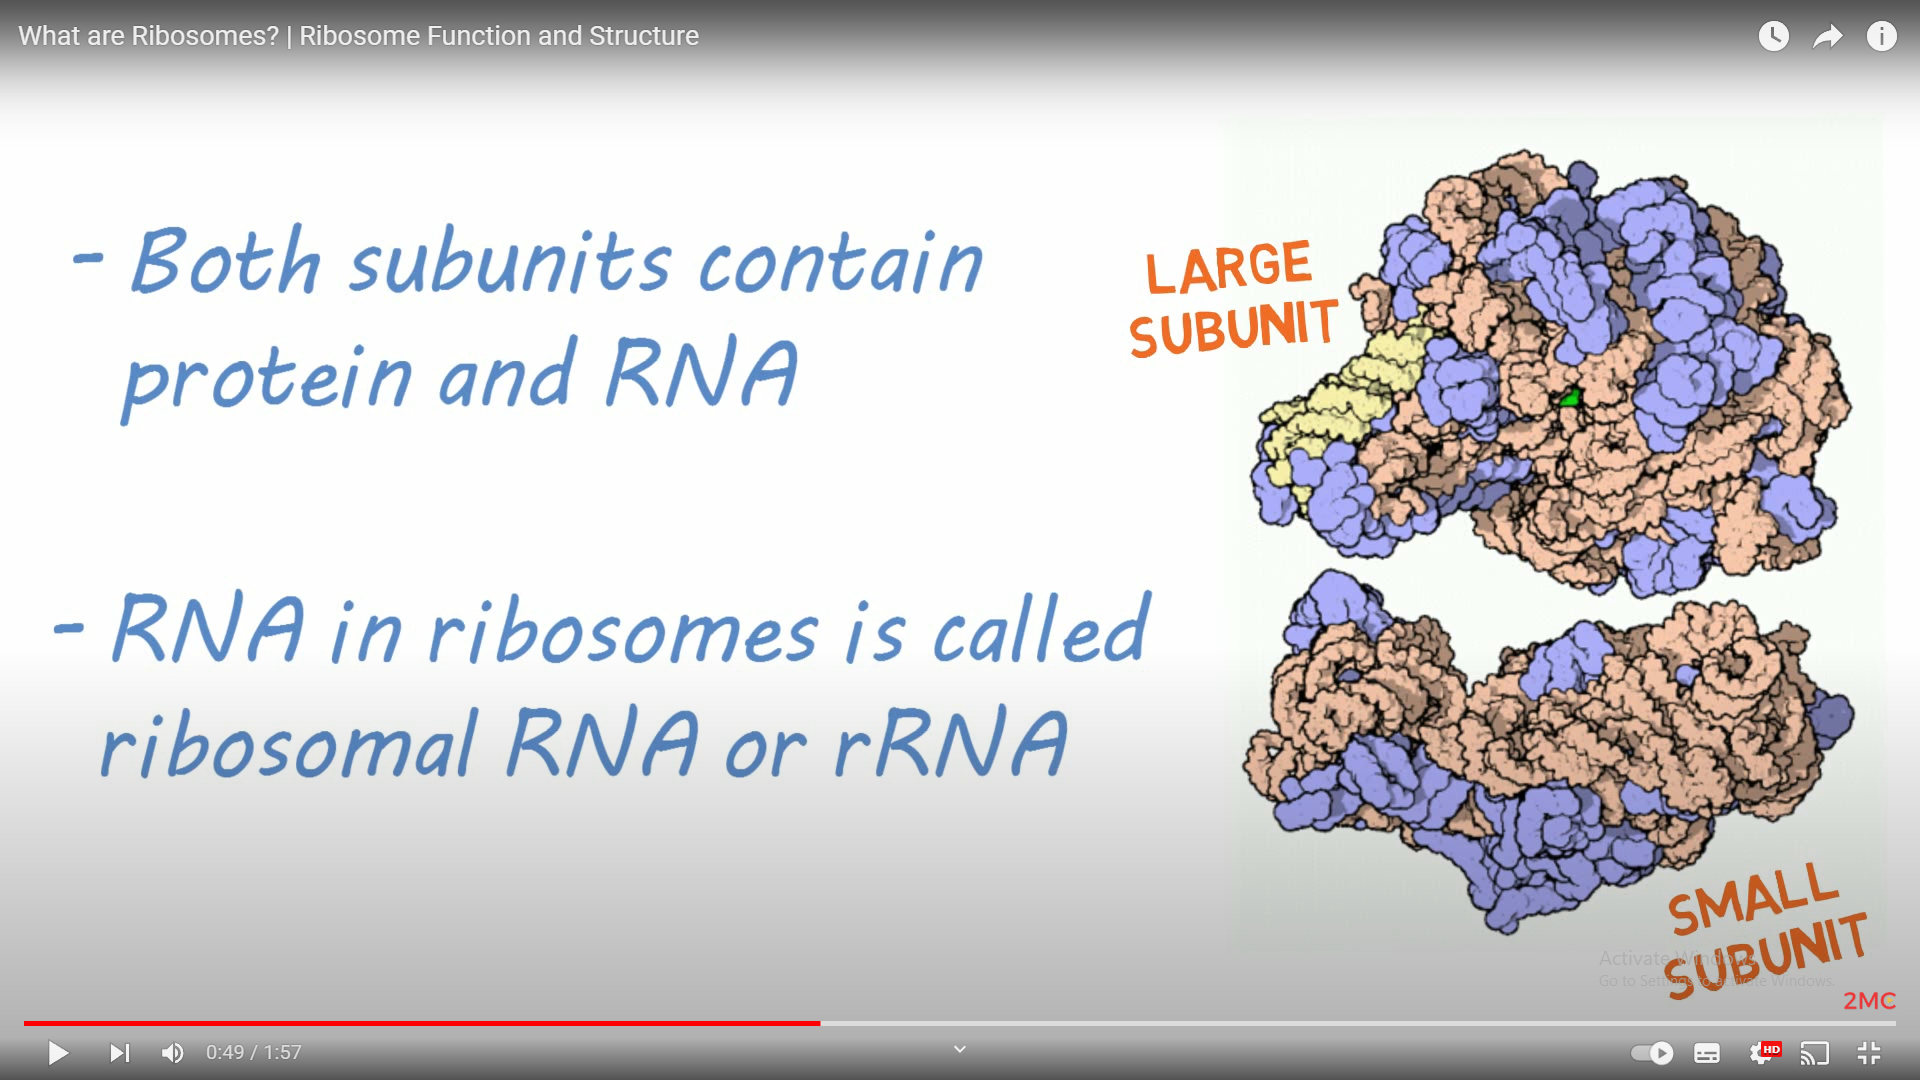 What are Ribosomes? | Ribosome Function and Structure
- Both subunits contain
protein and RNA
- RNA in ribosomes is called
ribosomal RNA or rRNA
LARGE
SUBUNIT
SMALL
SUBUNIT
Activate Windows
Go to Settings to activate Windows.
2MC
0:49 / 1:57
HD